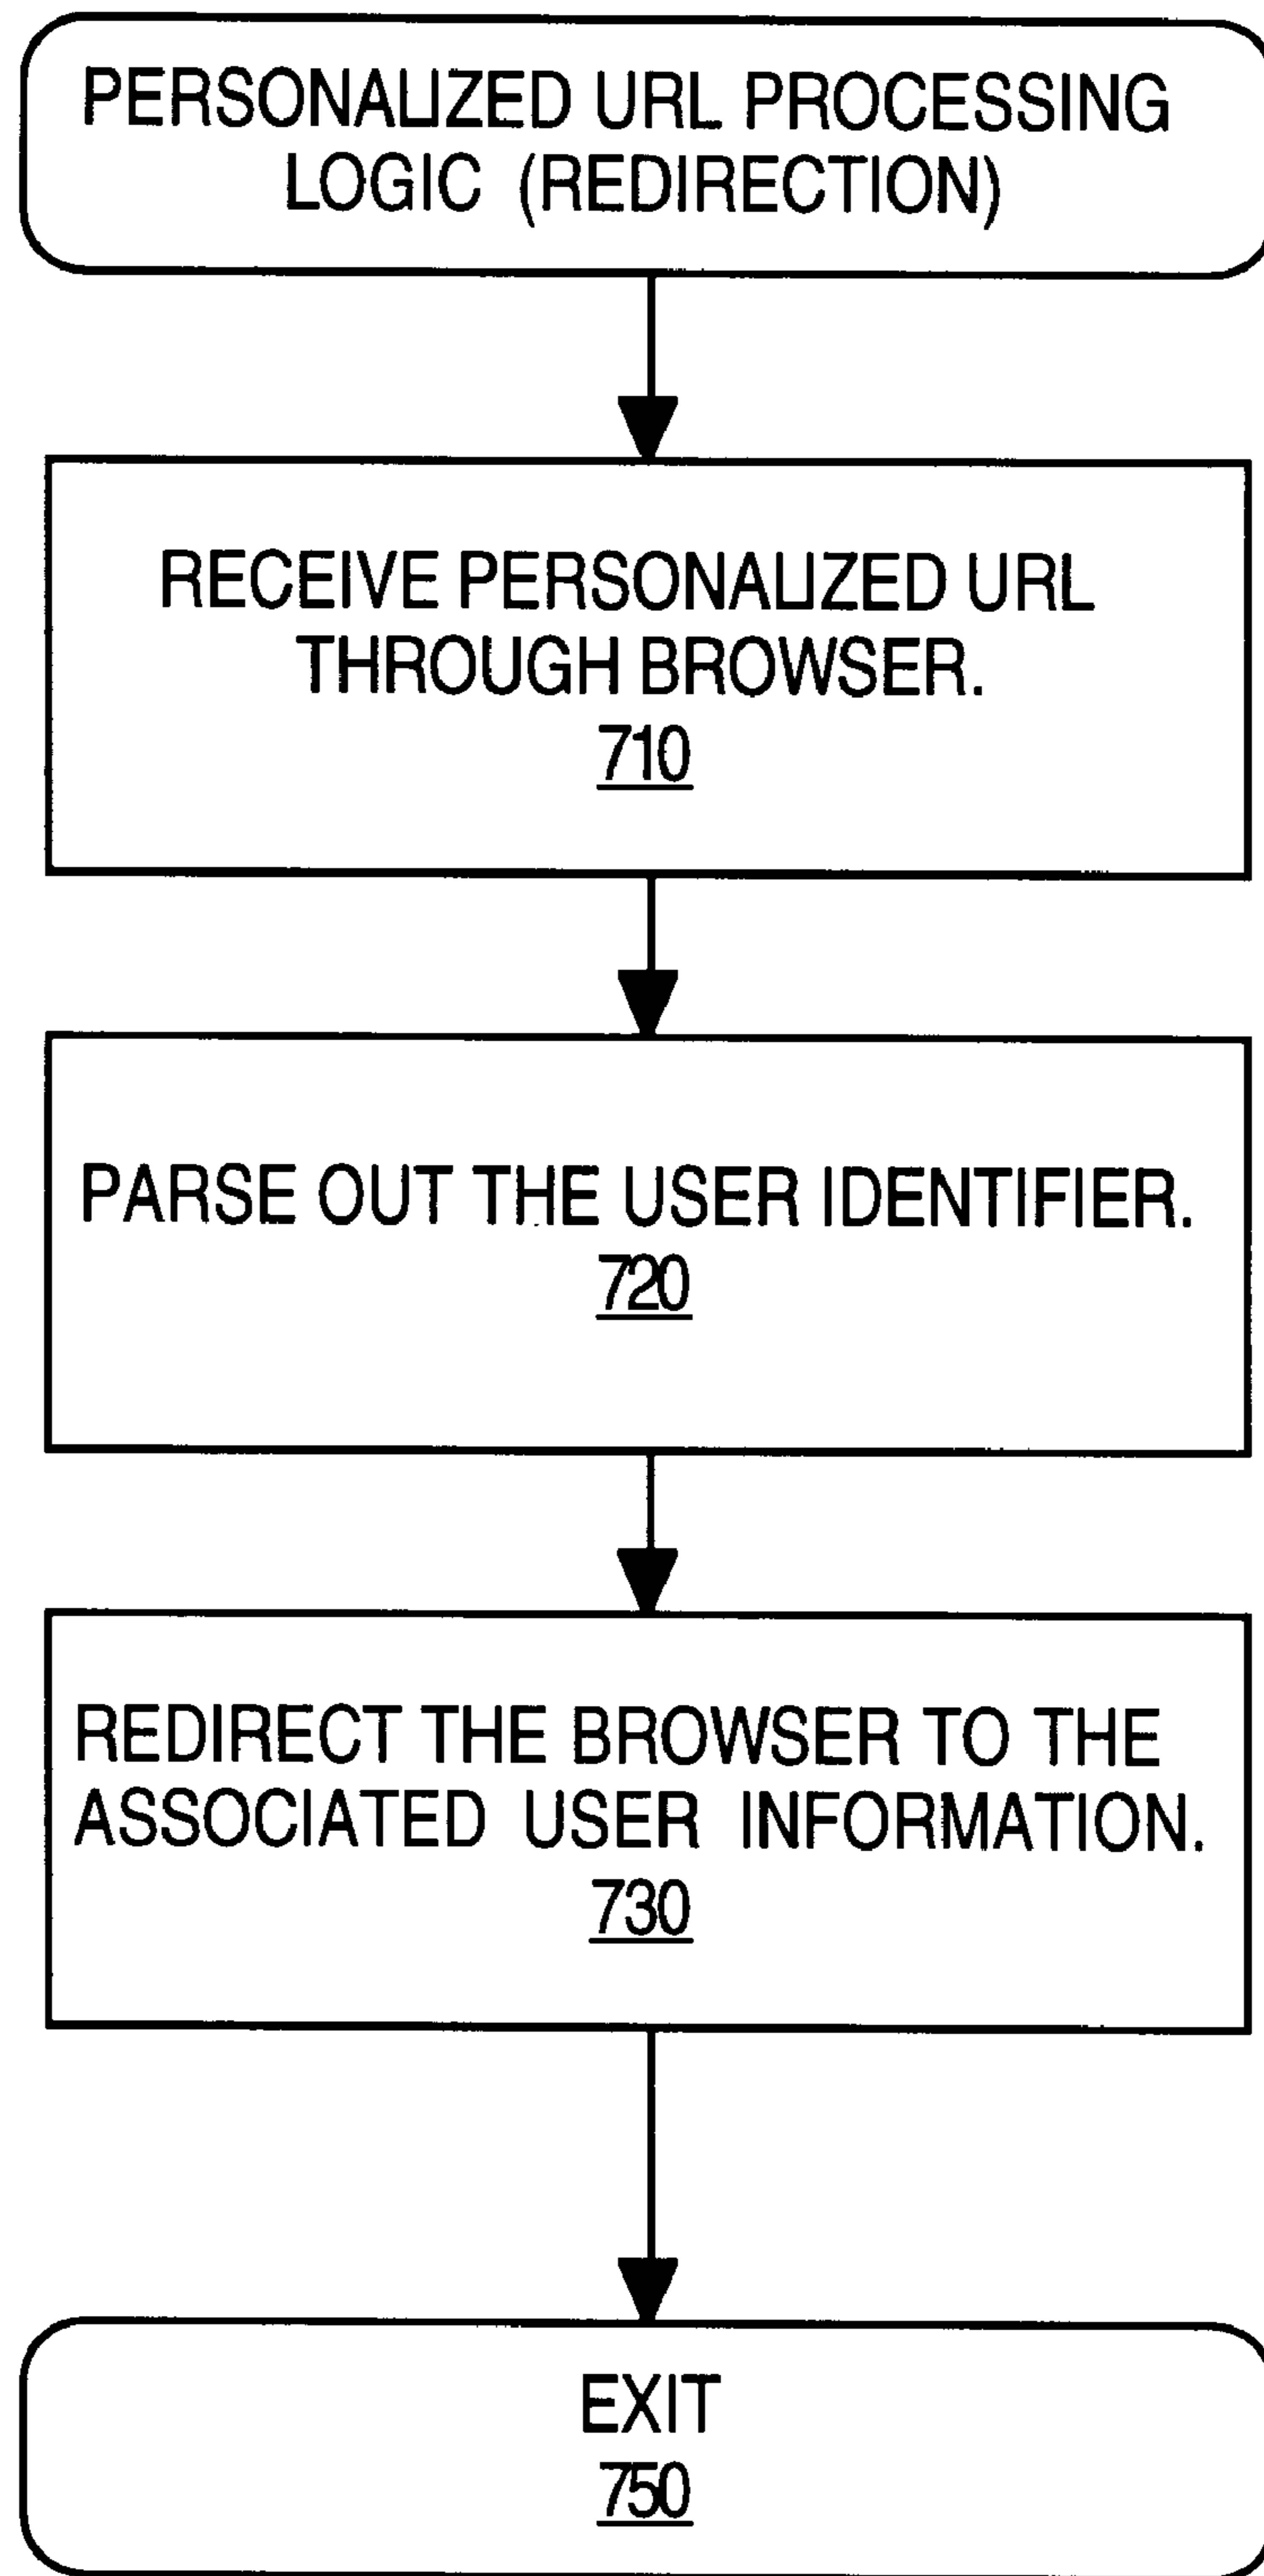 PERSONALIZED URL PROCESSING
LOGIC (REDIRECTION)
RECEIVE PERSONALIZED URL
THROUGH BROWSER.
710
PARSE OUT THE USER IDENTIFIER.
720
REDIRECT THE BROWSER TO THE
ASSOCIATED USER INFORMATION.
730
EXIT
750